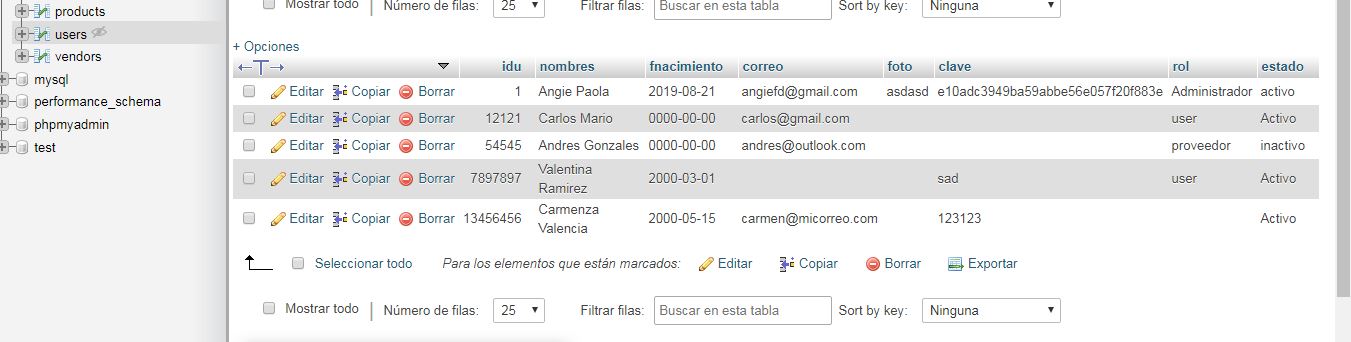 products
users
vendors
mysql
performance_schema
phpmyadmin
test
Mostrar todo Número de filas: 25 Filtrar filas: Buscar en esta tabla Sort by key: Ninguna
+ Opciones
idu nombres fnacimiento correo foto clave rol estado
Editar Copiar Borrar 1 Angie Paola 2019-08-21 angiefd@gmail.com asdasd e10adc3949ba59abbe56e057f20f883e Administrador activo
Editar Copiar Borrar 12121 Carlos Mario 0000-00-00 carlos@gmail.com user Activo
Editar Copiar Borrar 54545 Andres Gonzales 0000-00-00 andres@outlook.com proveedor inactivo
Editar Copiar Borrar 7897897 Valentina Ramirez 2000-03-01 sad user Activo
Editar Copiar Borrar 13456456 Carmenza Valencia 2000-05-15 carmen@micorreo.com 123123 Activo
Seleccionar todo Para los elementos que están marcados: Editar Copiar Borrar Exportar
Mostrar todo Número de filas: 25 Filtrar filas: Buscar en esta tabla Sort by key: Ninguna